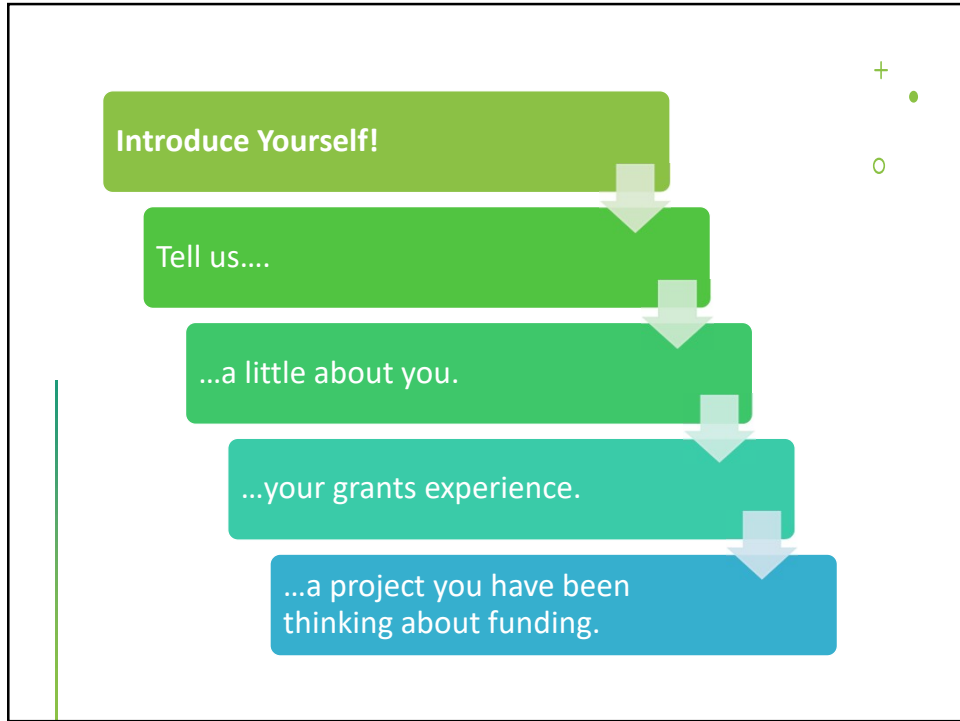 Introduce Yourself!
Tell us....
...a little about you.
...your grants experience.
...a project you have been
thinking about funding.